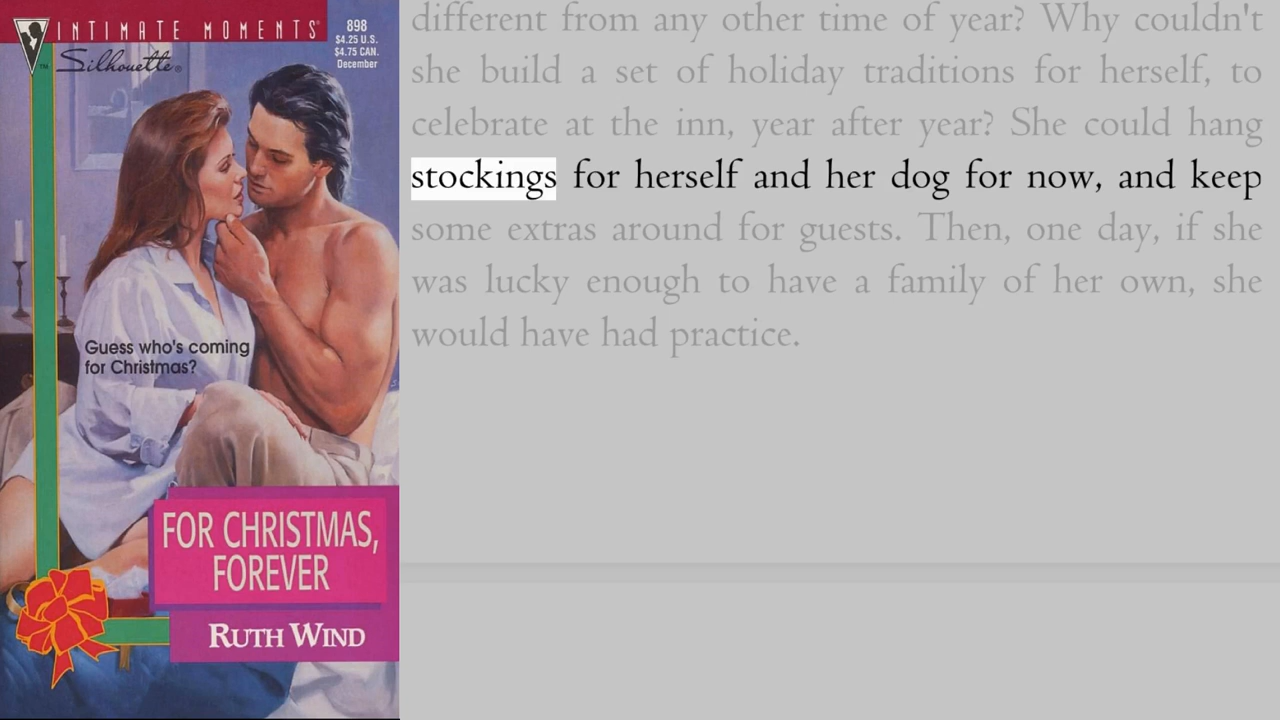 INTIMATE MOMENTS®
898
$4.25 U.S.
$4.75 CAN.
December
TM
Silhouette®
Guess who's coming
for Christmas?
FOR CHRISTMAS,
FOREVER
RUTH WIND
different from any other time of year? Why couldn't
she build a set of holiday traditions for herself, to
celebrate at the inn, year after year? She could hang
stockings for herself and her dog for now, and keep
some extras around for guests. Then, one day, if she
was lucky enough to have a family of her own, she
would have had practice.